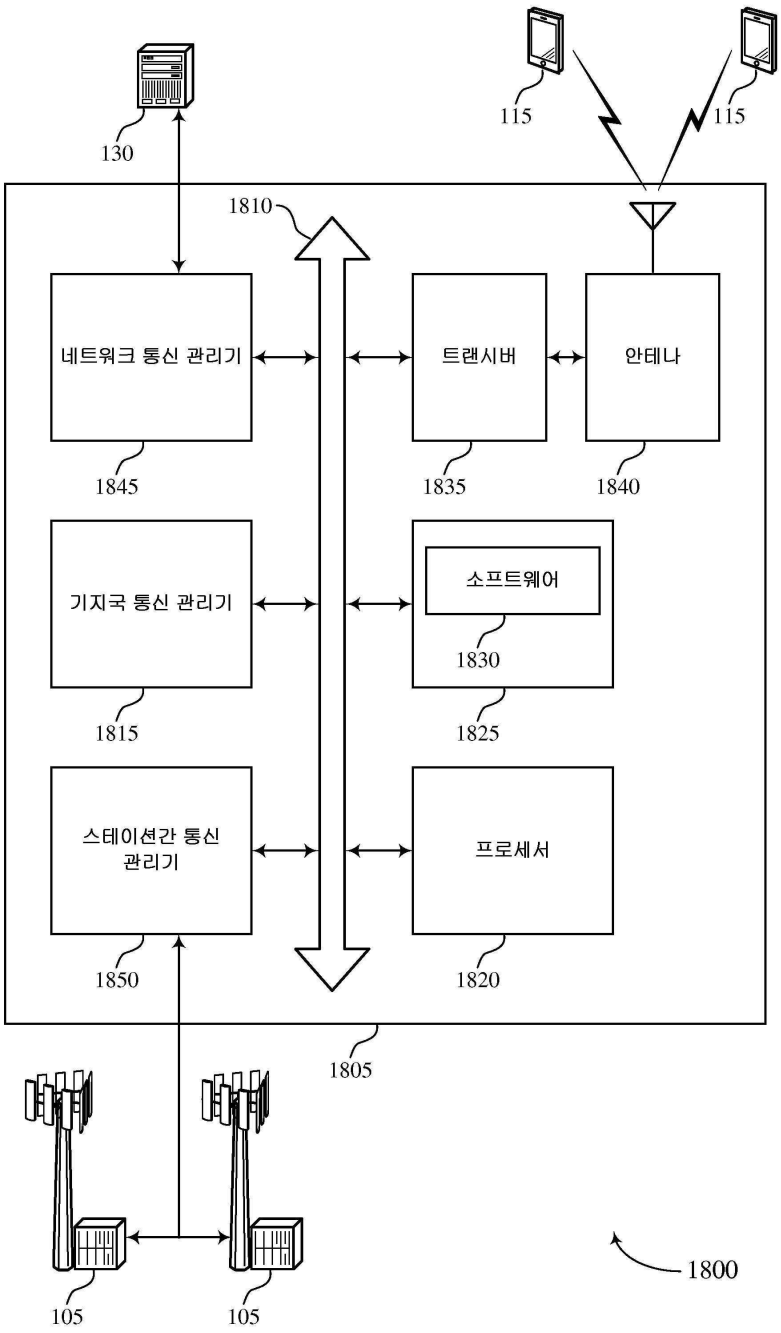 130
115
115
1810
네트워크 통신 관리기
트랜시버
안테나
1845
1835
1840
기지국 통신 관리기
소프트웨어
1830
1815
1825
스테이션간 통신
관리기
프로세서
1850
1820
1805
105
105
1800